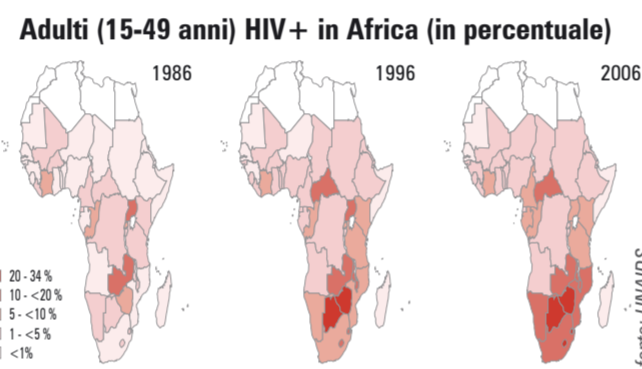 Adulti (15-49 anni) HIV+ in Africa (in percentuale)
1986
1996
2006
20 - 34 %
10 - <20 %
5 - <10 %
1 - <5 %
<1%
fonte: UNAIDS